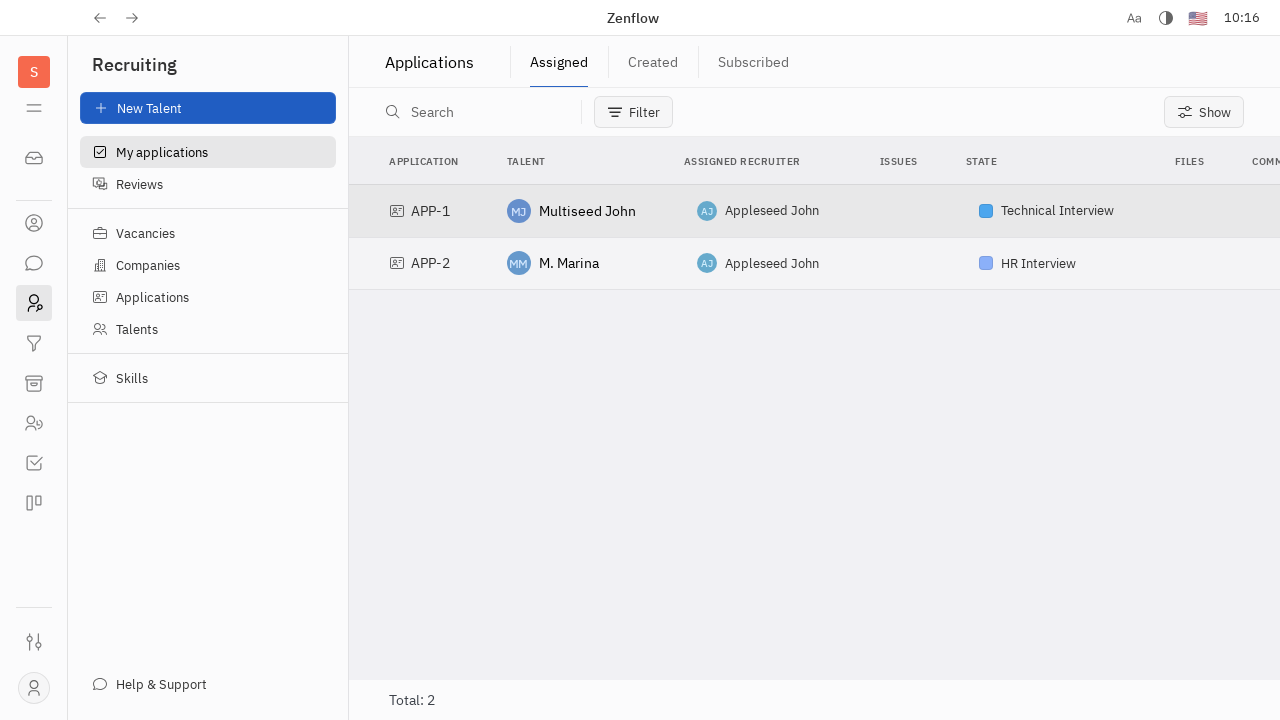 Zenflow
Aa
10:16
S
Recruiting
New Talent
My applications
Reviews
Vacancies
Companies
Applications
Talents
Skills
Help & Support
Applications
Assigned
Created
Subscribed
Search
Filter
Show
APPLICATION TALENT ASSIGNED RECRUITER ISSUES STATE FILES COMM
APP-1 MJ Multiseed John AJ Appleseed John Technical Interview
APP-2 MM M. Marina AJ Appleseed John HR Interview
Total: 2